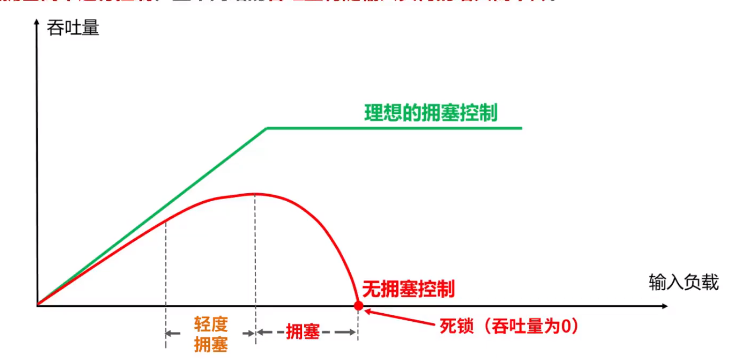 吞吐量
理想的拥塞控制
输入负载
无拥塞控制
轻度
拥塞
拥塞
死锁（吞吐量为0）